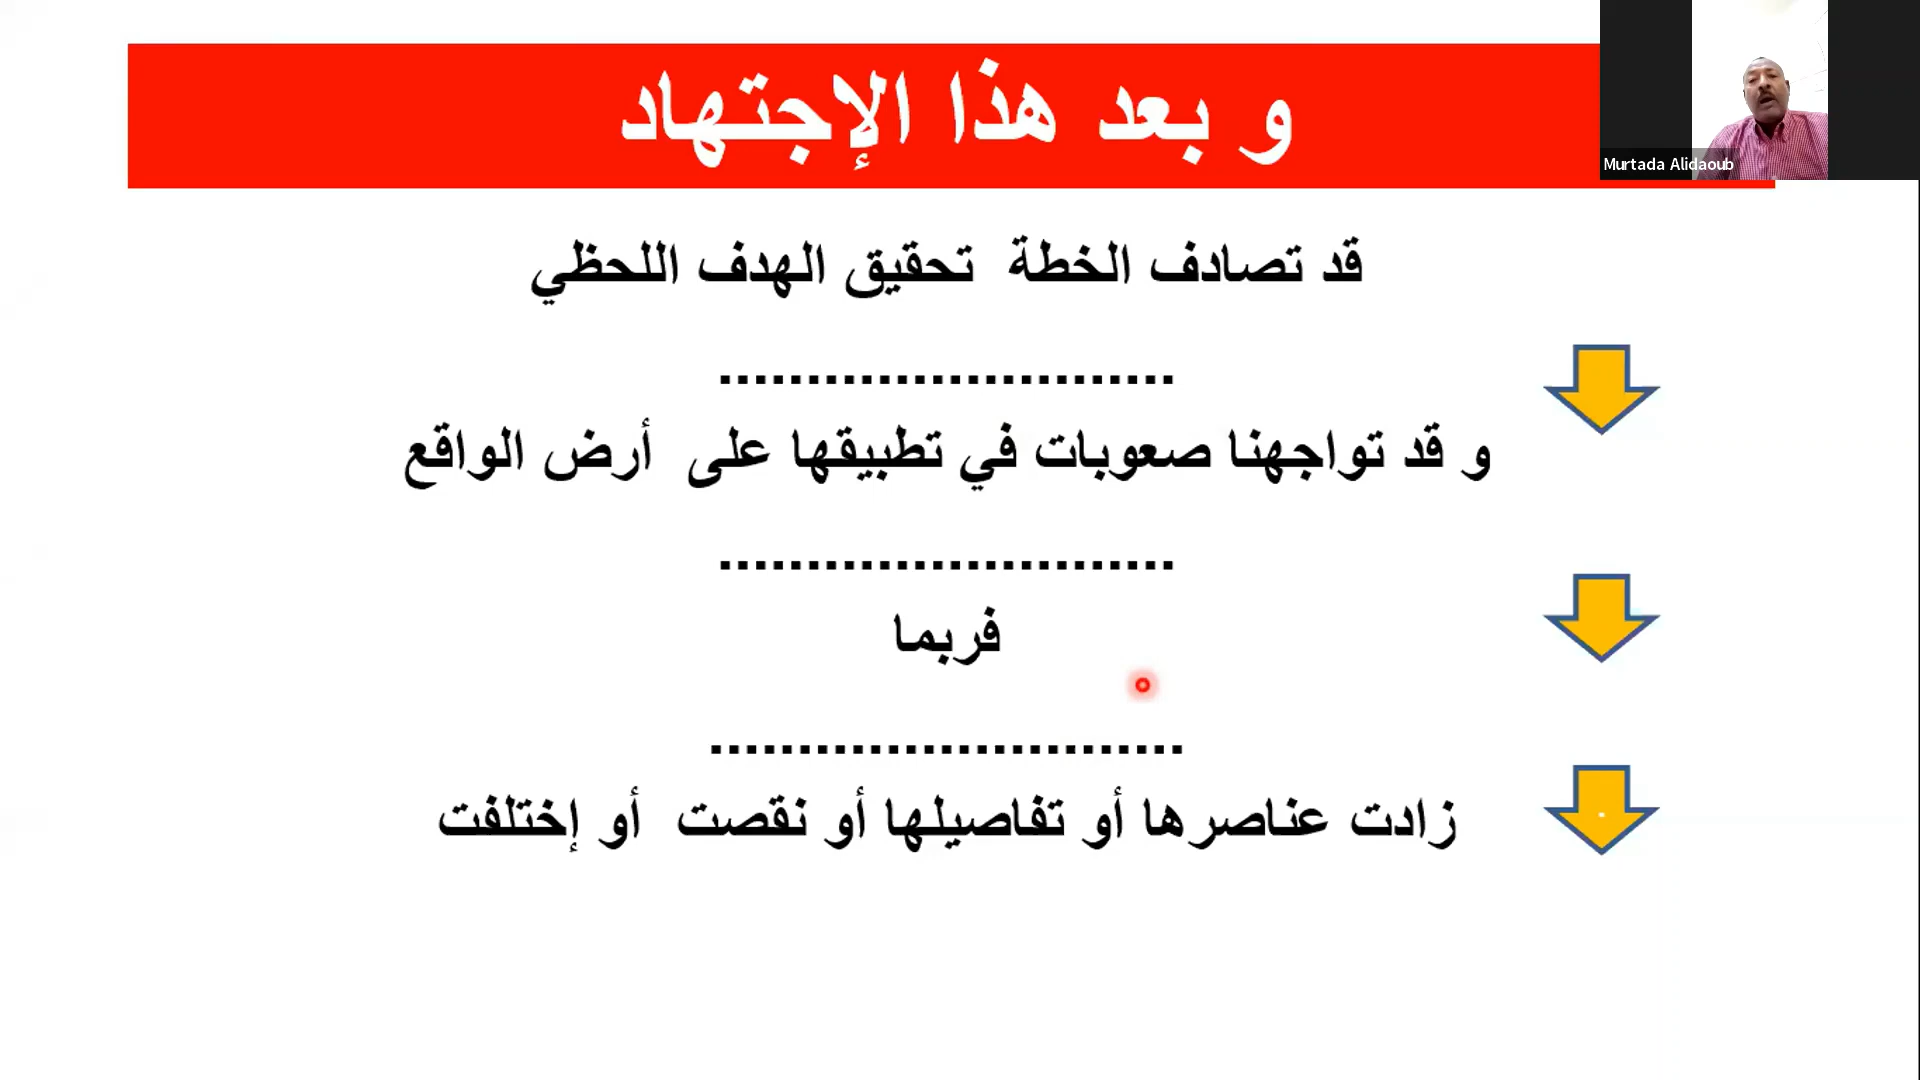 و بعد هذا الإجتهاد
Murtada Alidaoub
قد تصادف الخطة تحقيق الهدف اللحظي
..........................
و قد تواجهنا صعوبات في تطبيقها على أرض الواقع
..........................
فربما
...........................
زادت عناصرها أو تفاصيلها أو نقصت أو إختلفت